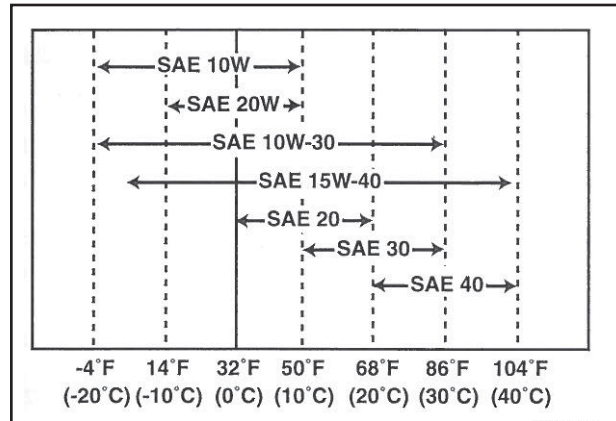 SAE 10W
SAE 20W
SAE 10W-30
SAE 15W-40
SAE 20
SAE 30
SAE 40
-4°F 14°F 32°F 50°F 68°F 86°F 104°F
(-20°C) (-10°C) (0°C) (10°C) (20°C) (30°C) (40°C)